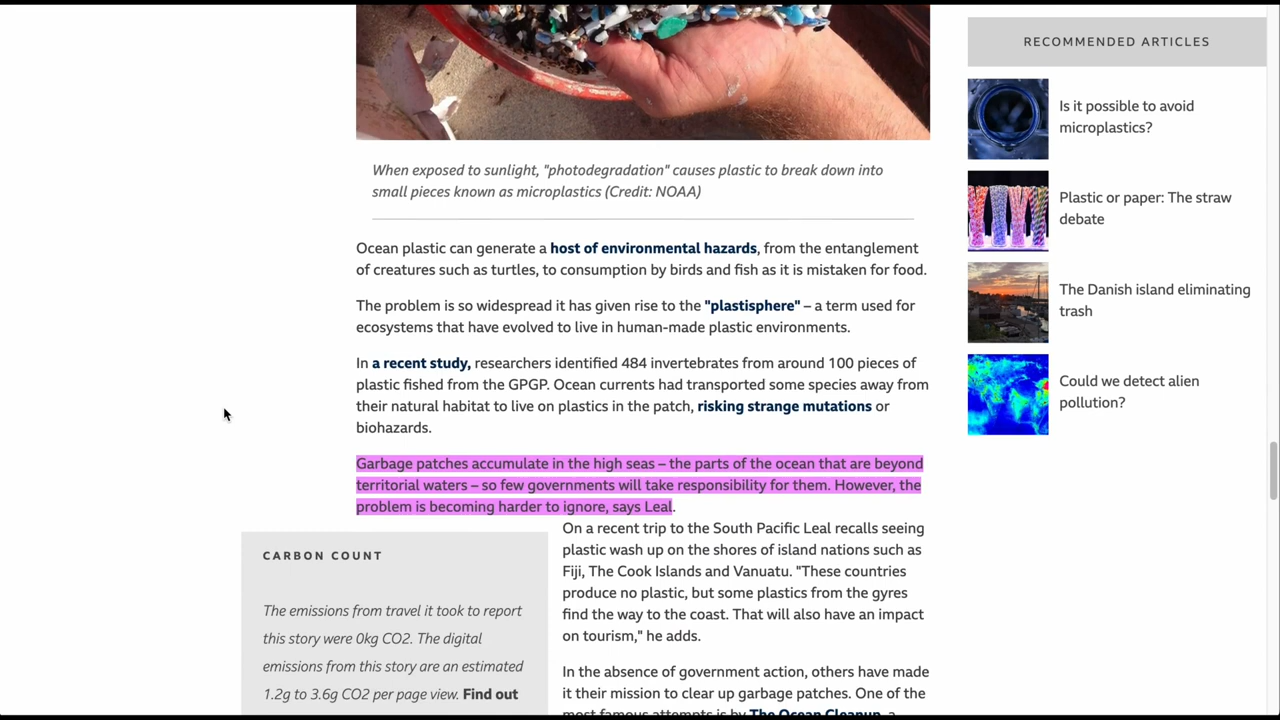 When exposed to sunlight, "photodegradation" causes plastic to break down into
small pieces known as microplastics (Credit: NOAA)
Ocean plastic can generate a host of environmental hazards, from the entanglement
of creatures such as turtles, to consumption by birds and fish as it is mistaken for food.
The problem is so widespread it has given rise to the "plastisphere" – a term used for
ecosystems that have evolved to live in human-made plastic environments.
In a recent study, researchers identified 484 invertebrates from around 100 pieces of
plastic fished from the GPGP. Ocean currents had transported some species away from
their natural habitat to live on plastics in the patch, risking strange mutations or
biohazards.
Garbage patches accumulate in the high seas – the parts of the ocean that are beyond
territorial waters – so few governments will take responsibility for them. However, the
problem is becoming harder to ignore, says Leal.
On a recent trip to the South Pacific Leal recalls seeing
plastic wash up on the shores of island nations such as
Fiji, The Cook Islands and Vanuatu. "These countries
produce no plastic, but some plastics from the gyres
find the way to the coast. That will also have an impact
on tourism," he adds.
In the absence of government action, others have made
it their mission to clear up garbage patches. One of the
most famous attempts is by The Ocean Cleanup, a
CARBON COUNT
The emissions from travel it took to report
this story were 0kg CO2. The digital
emissions from this story are an estimated
1.2g to 3.6g CO2 per page view. Find out
RECOMMENDED ARTICLES
Is it possible to avoid
microplastics?
Plastic or paper: The straw
debate
The Danish island eliminating
trash
Could we detect alien
pollution?